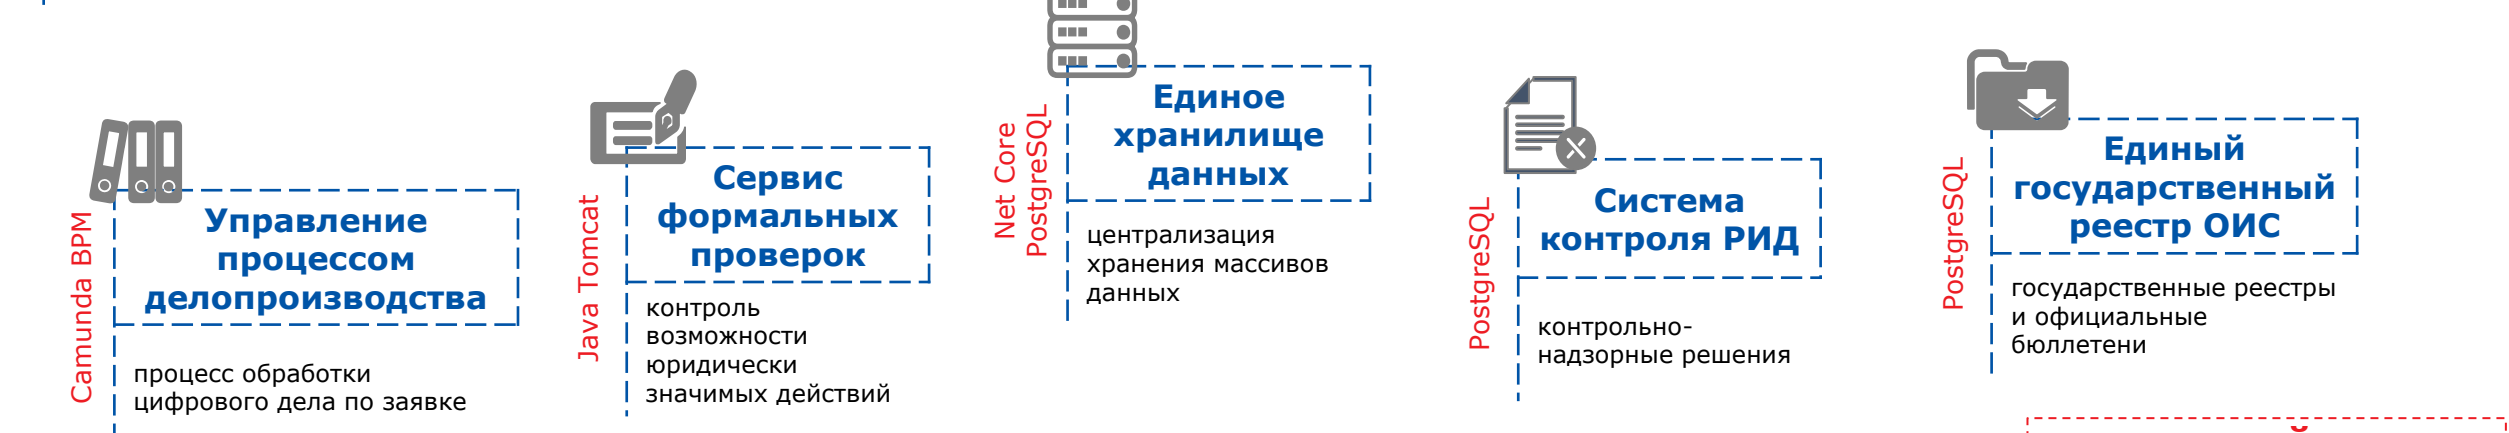 Camunda BPM
Управление
процессом
делопроизводства
процесс обработки
цифрового дела по заявке
Java Tomcat
Сервис
формальных
проверок
контроль
возможности
юридически
значимых действий
Net Core
PostgreSQL
Единое
хранилище
данных
централизация
хранения массивов
данных
PostgreSQL
Система
контроля РИД
контрольно-
надзорные решения
PostgreSQL
Единый
государственный
реестр ОИС
государственные реестры
и официальные
бюллетени